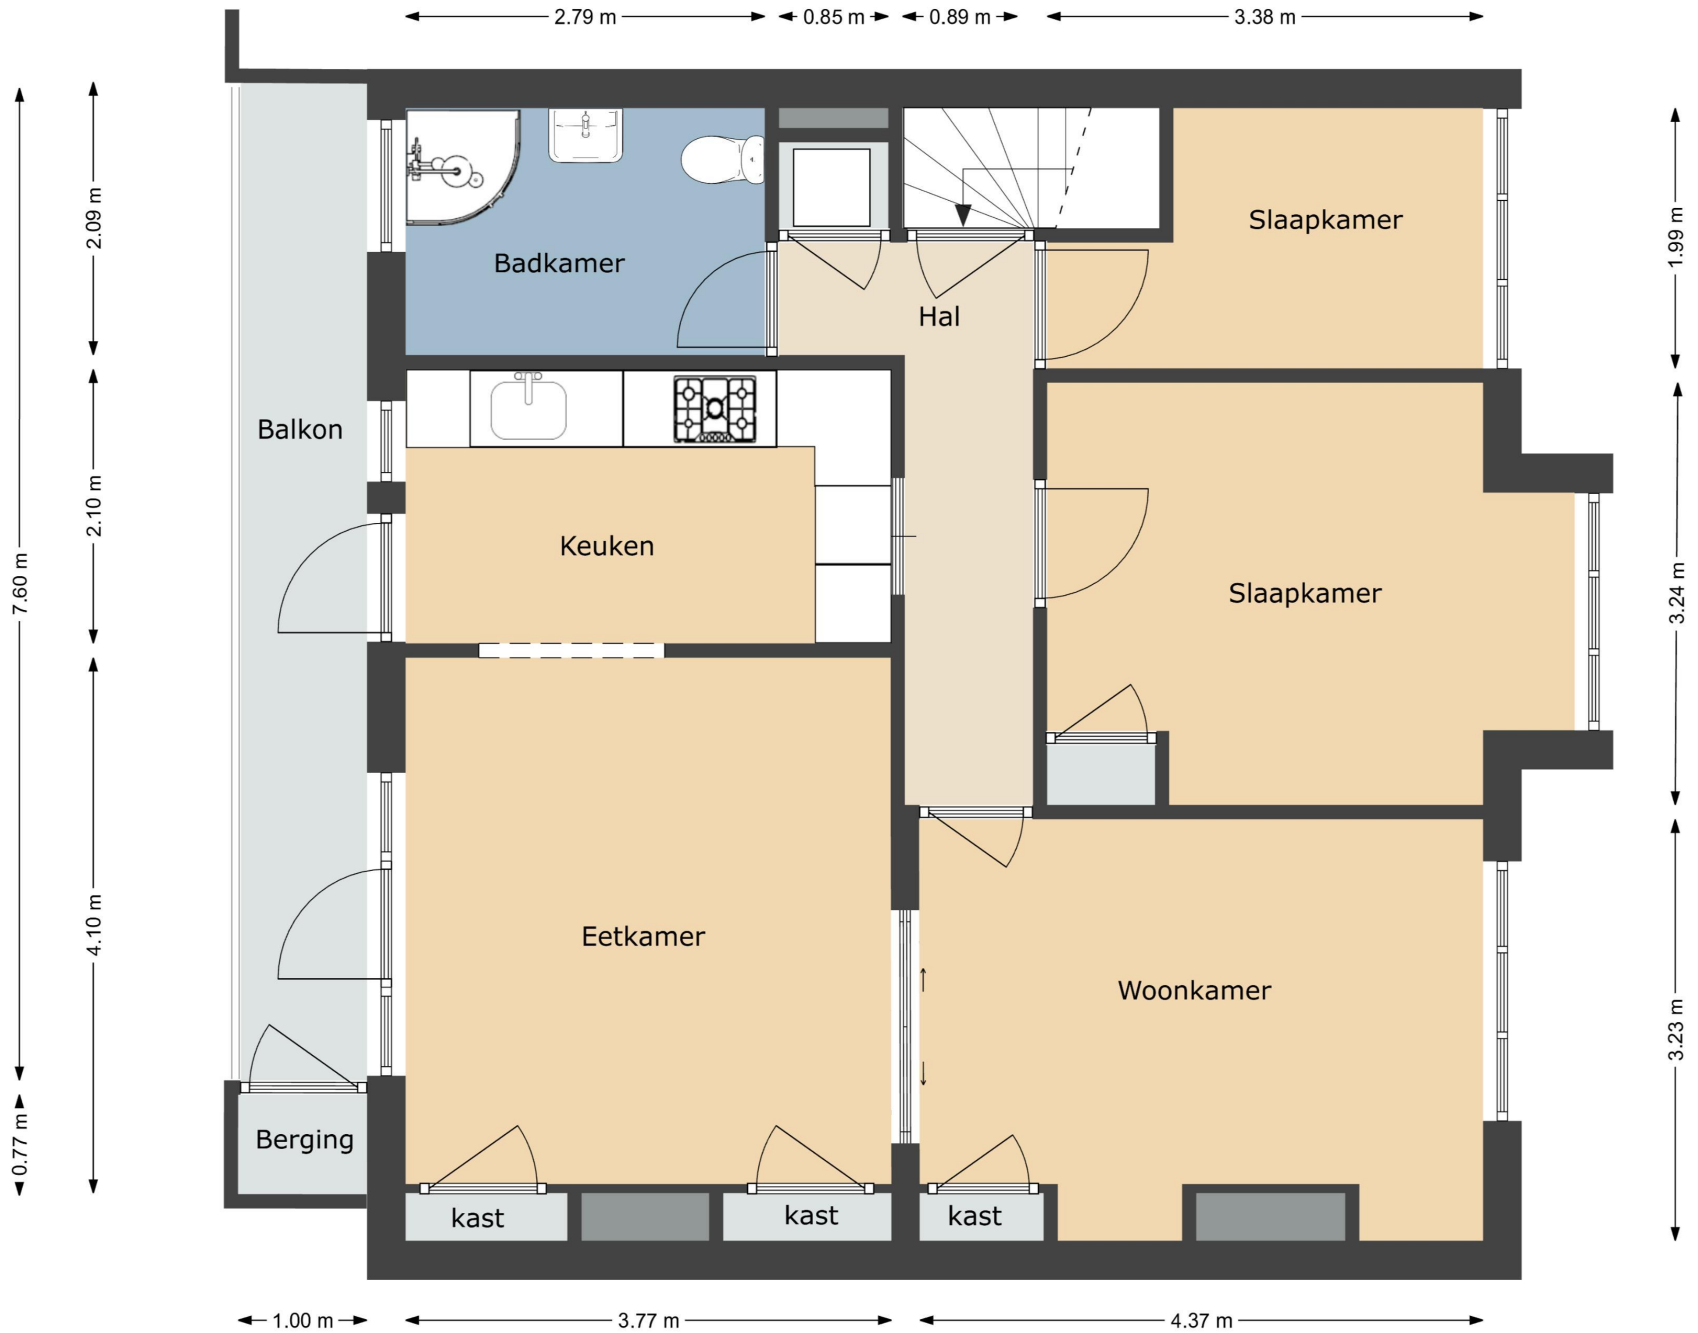 2.79 m
0.85 m
0.89 m
3.38 m
2.09 m
1.99 m
Slaapkamer
Badkamer
Hal
Balkon
Keuken
2.10 m
7.60 m
Slaapkamer
3.24 m
4.10 m
Eetkamer
Woonkamer
3.23 m
Berging
0.77 m
kast
kast
kast
1.00 m
3.77 m
4.37 m